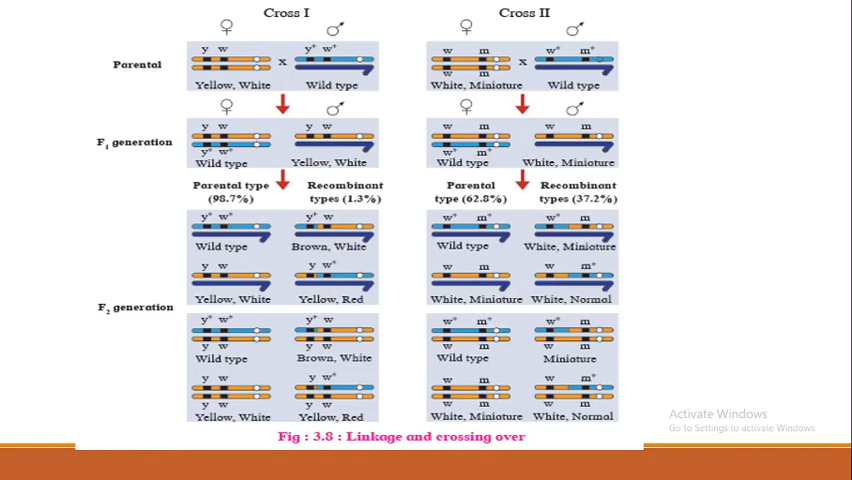 Cross I Cross II
♀ ♂ ♀ ♂
y w y⁺ w⁺ w m w⁺ m⁺
Parental x x
w m
Yellow, White Wild type White, Miniature Wild type
♀ ♂ ♀ ♂
y w y w w m w m
F₁ generation
y⁺ w⁺ w⁺ m⁺
Wild type Yellow, White Wild type White, Miniature
Parental type Recombinant Parental Recombinant
(98.7%) types (1.3%) type (62.8%) types (37.2%)
y⁺ w⁺ y⁺ w w⁺ m⁺ w⁺ m
Wild type Brown, White Wild type White, Miniature
y w y w⁺ w m w m⁺
Yellow, White Yellow, Red White, Miniature White, Normal
F₂ generation
y⁺ w⁺ y⁺ w w⁺ m⁺ w⁺ m
y w y w w m w m
Wild type Brown, White Wild type Miniature
y w y w⁺ w m w m⁺
y w y w w m w m
Yellow, White Yellow, Red White, Miniature White, Normal
Fig : 3.8 : Linkage and crossing over
Activate Windows
Go to Settings to activate Windows.